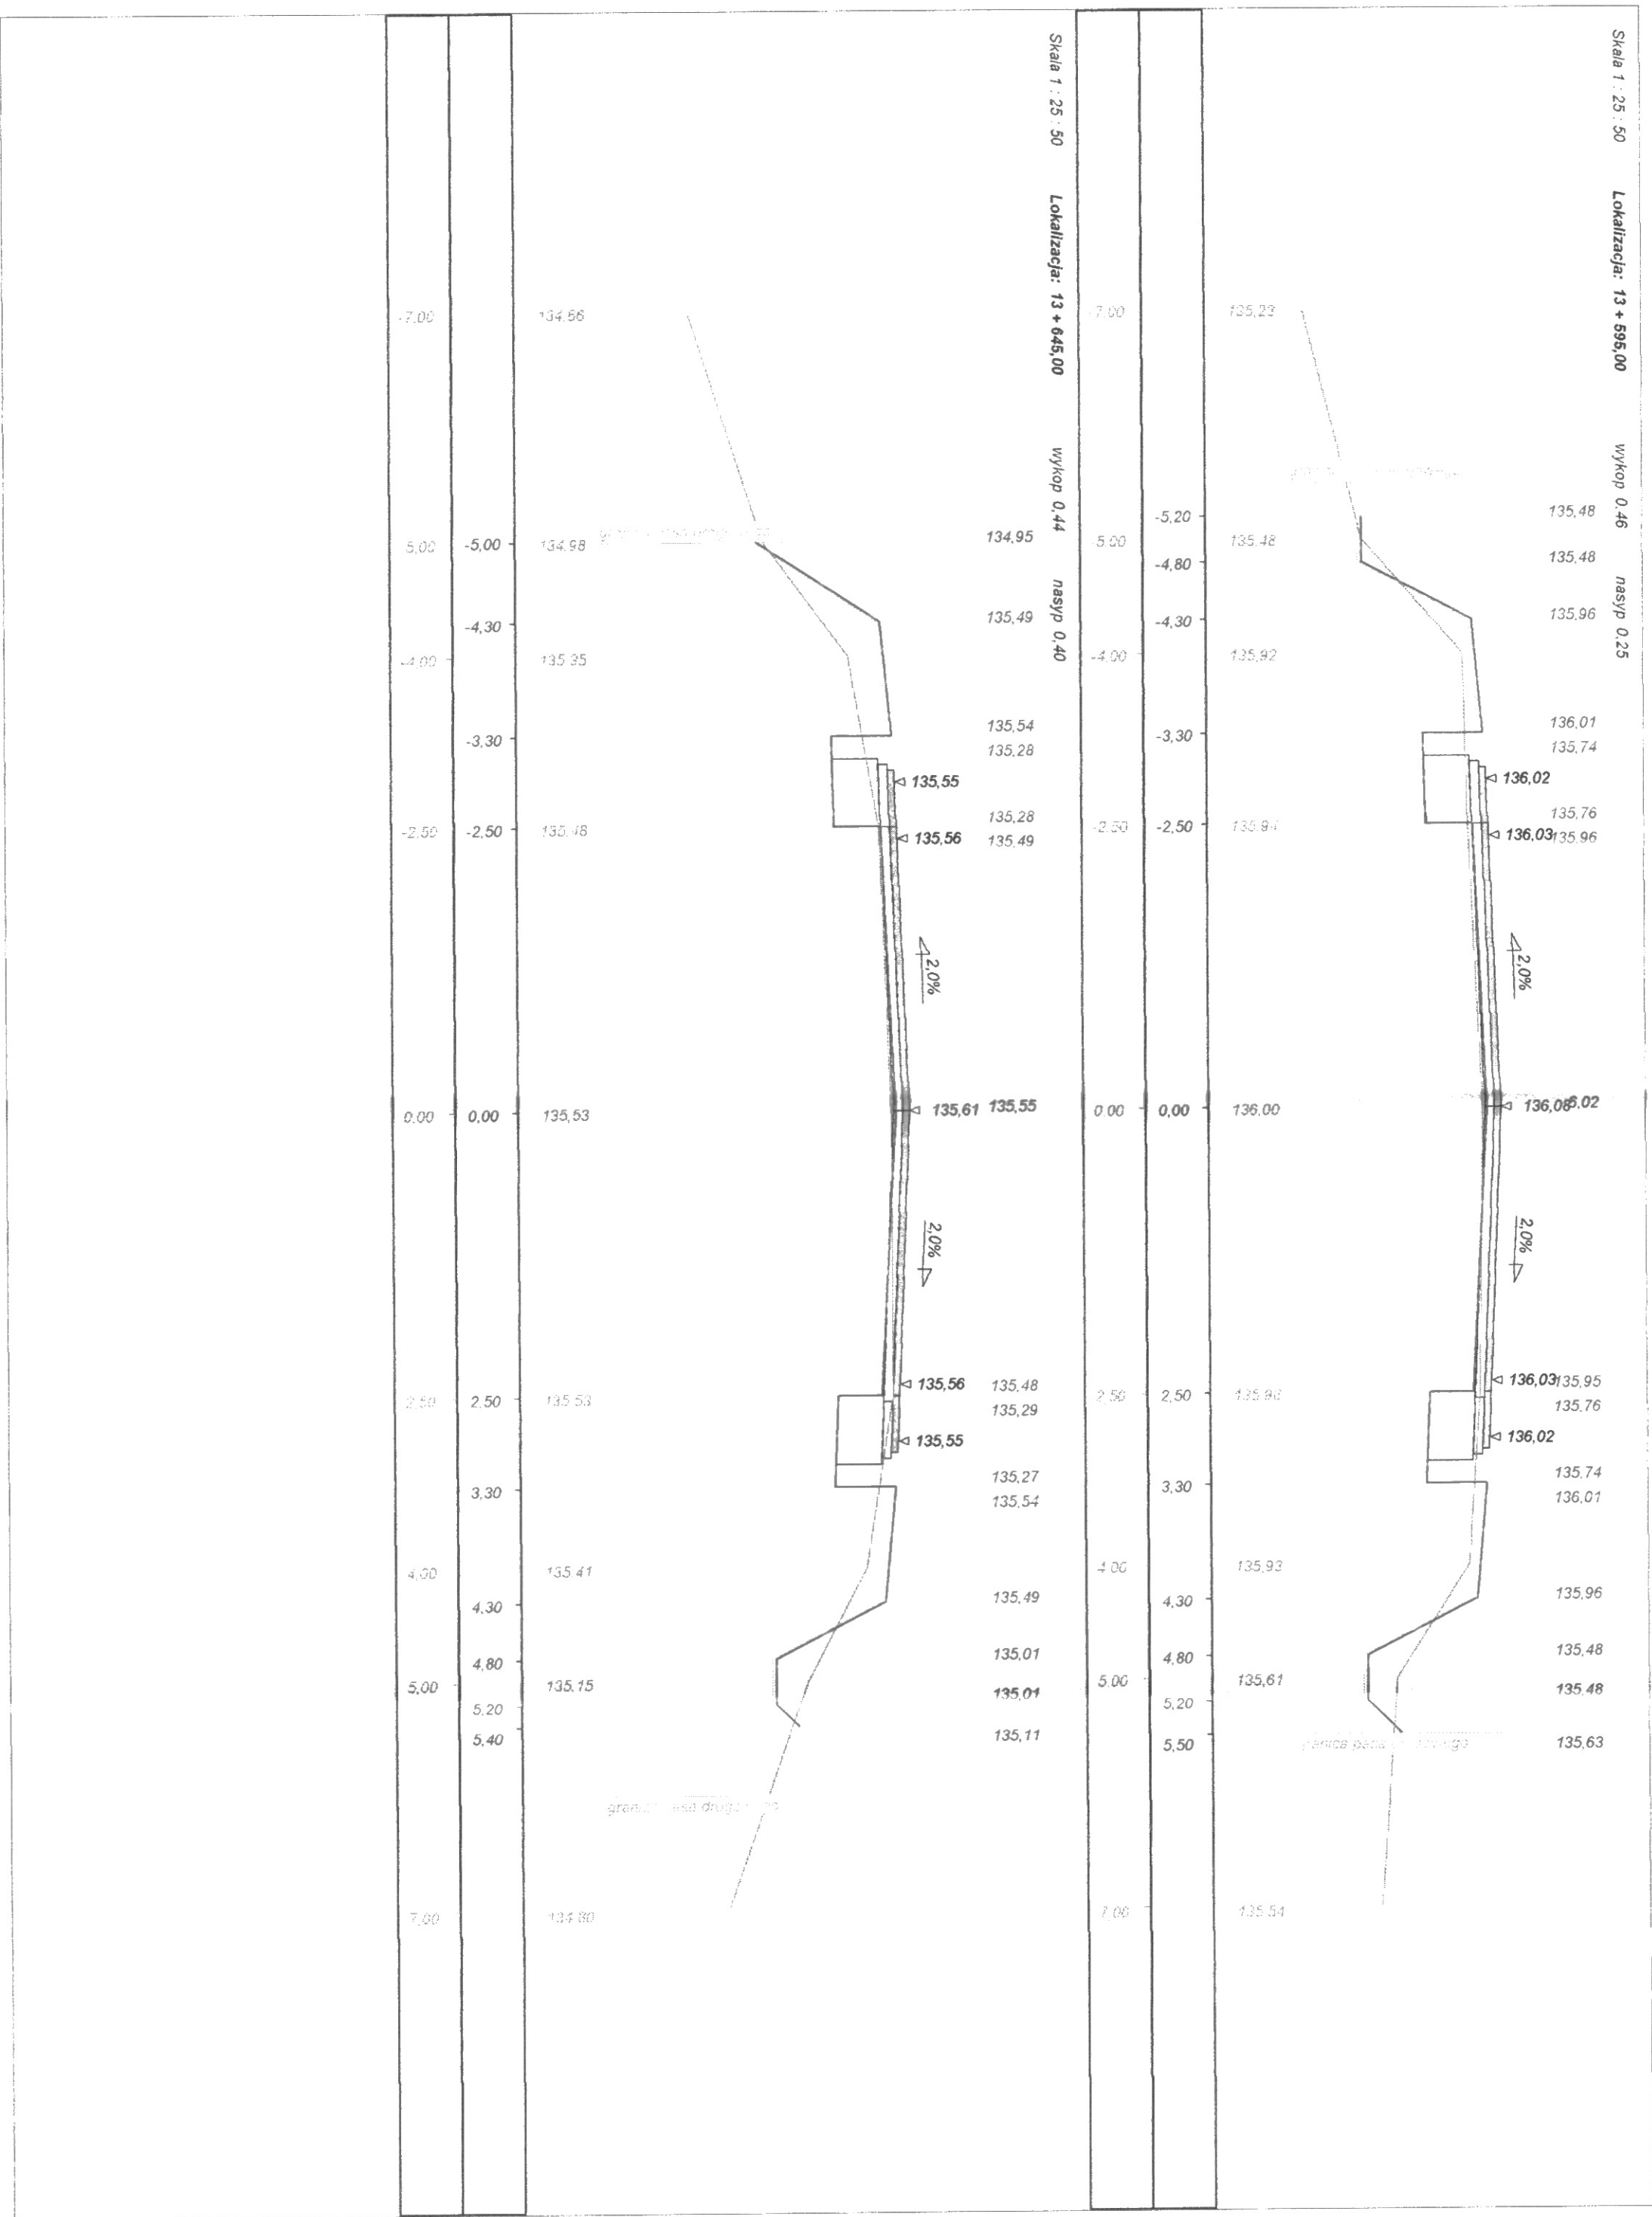 Skala 1 : 25 : 50 Lokalizacja: 13 + 595,00 wykop 0,46 nasyp 0,25
135,48 135,48 135,96 136,01 135,74 135,76 135,96 135,95 135,76 135,74 136,01 135,96 135,48 135,48 135,63
136,02 136,03 136,08 136,03 136,02
2,0% 2,0%
135,23 135,48 135,92 136,00 135,93 135,61 135,54
-5,20 -4,80 -4,30 -3,30 -2,50 0,00 2,50 3,30 4,30 4,80 5,20 5,50
-4,00 -2,50 0,00 2,50 4,00 5,00 7,00
Skala 1 : 25 : 50 Lokalizacja: 13 + 645,00 wykop 0,44 nasyp 0,40
134,95 135,49 135,54 135,28 135,28 135,49 135,55 135,48 135,29 135,27 135,54 135,49 135,01 135,01 135,11
135,55 135,56 135,61 135,56 135,55
2,0% 2,0%
134,98 135,35 135,48 135,53 135,53 135,41 135,15 134,80
-5,00 -4,30 -3,30 -2,50 0,00 2,50 3,30 4,30 4,80 5,20 5,40
-7,00 -4,00 -2,50 0,00 2,50 4,00 5,00 7,00